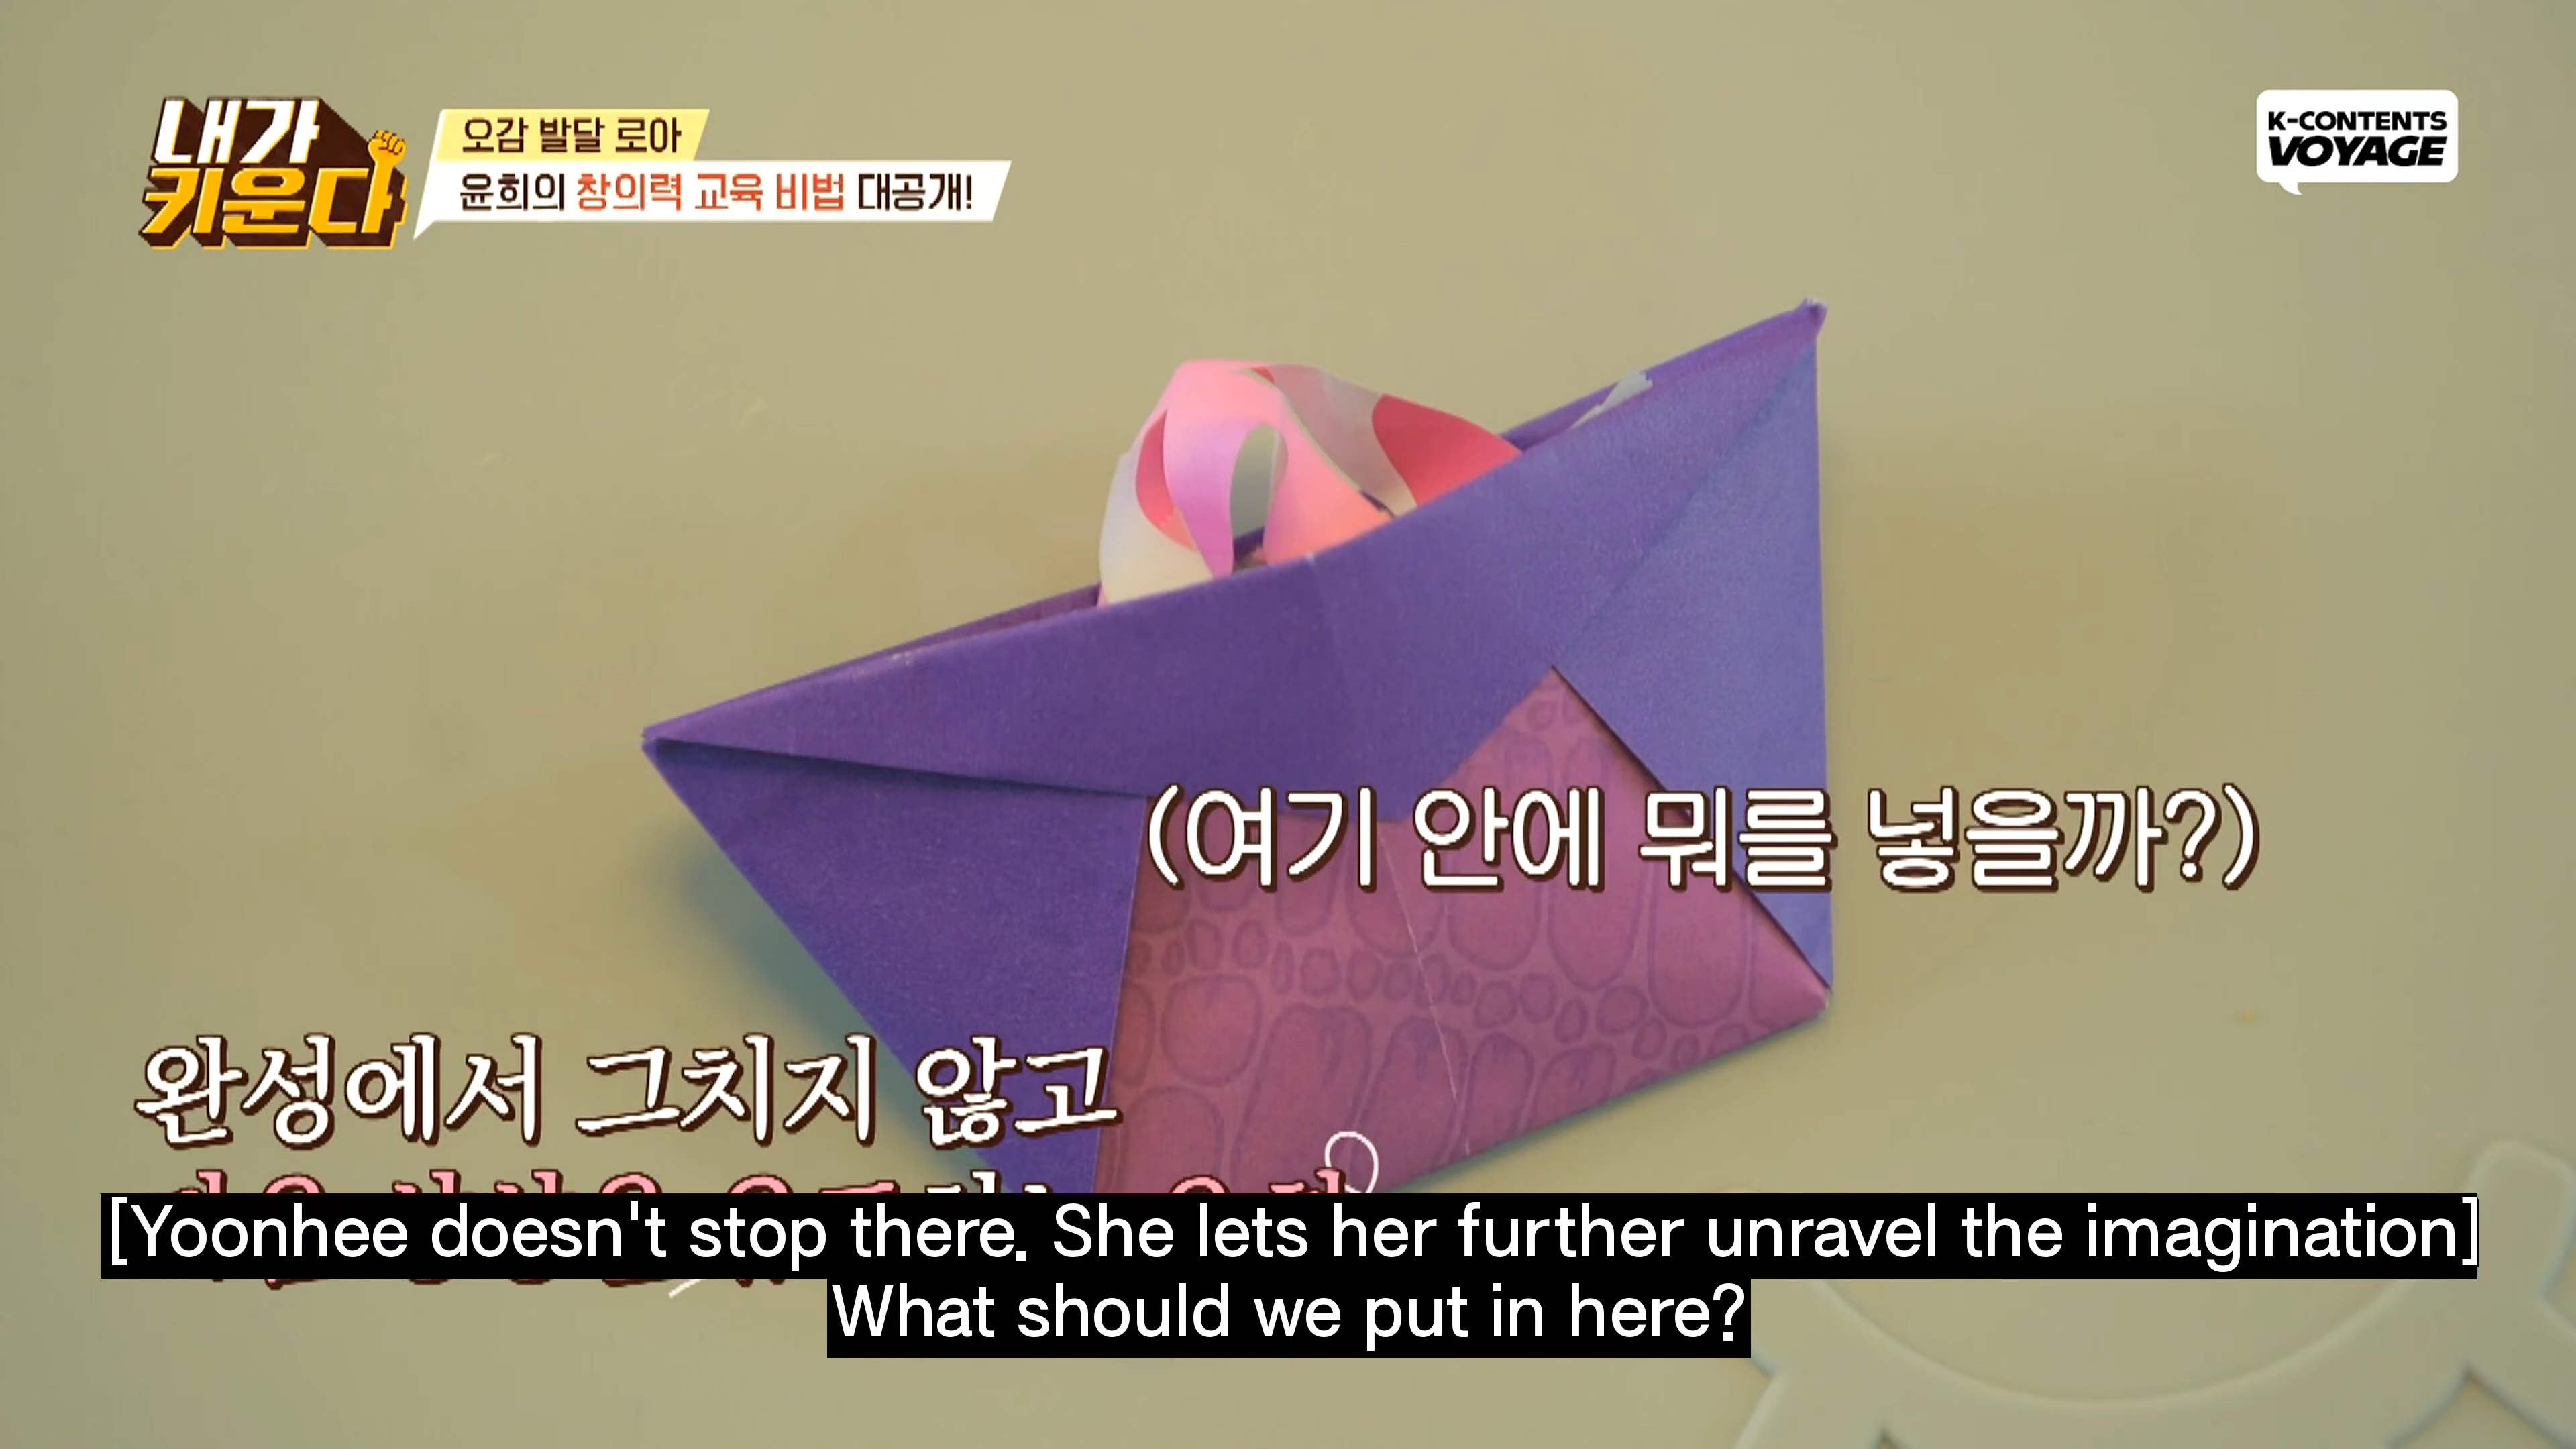 내가
키운다
오감 발달 로아
윤희의 창의력 교육 비법 대공개!
K-CONTENTS
VOYAGE
(여기 안에 뭐를 넣을까?)
완성에서 그치지 않고
[Yoonhee doesn't stop there. She lets her further unravel the imagination]
What should we put in here?